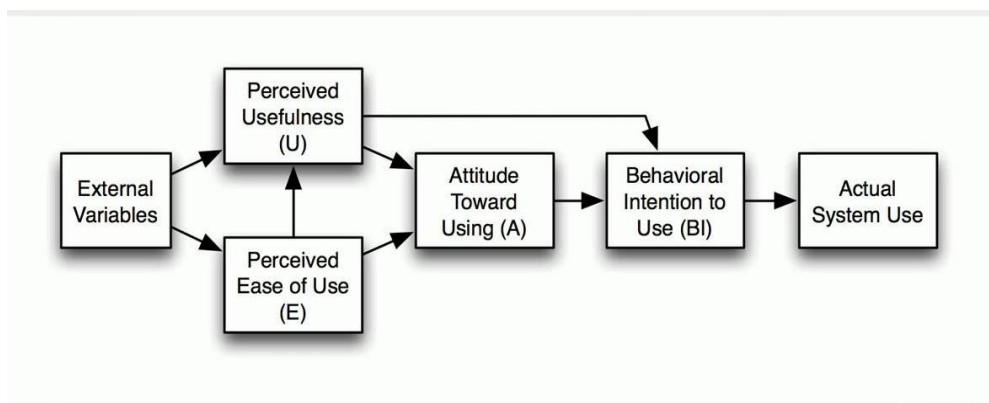 External
Variables
Perceived
Usefulness
(U)
Perceived
Ease of Use
(E)
Attitude
Toward
Using (A)
Behavioral
Intention to
Use (BI)
Actual
System Use